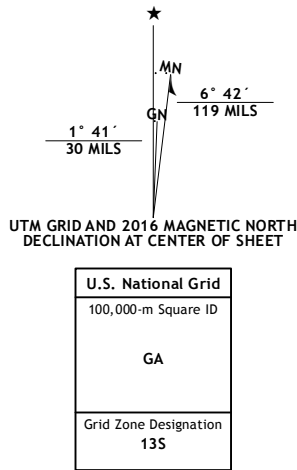 ★
MN
GN
6° 42´
119 MILS
1° 41´
30 MILS
UTM GRID AND 2016 MAGNETIC NORTH
DECLINATION AT CENTER OF SHEET
U.S. National Grid
100,000-m Square ID
GA
Grid Zone Designation
13S